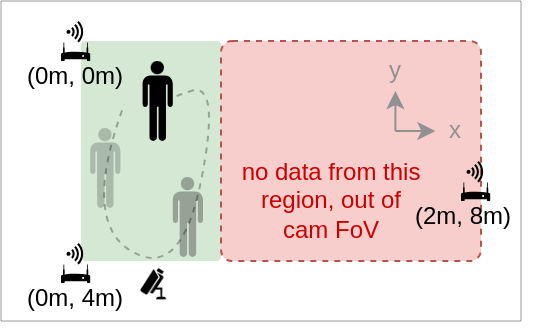 (0m, 0m)
y
x
no data from this
region, out of
cam FoV
(2m, 8m)
(0m, 4m)